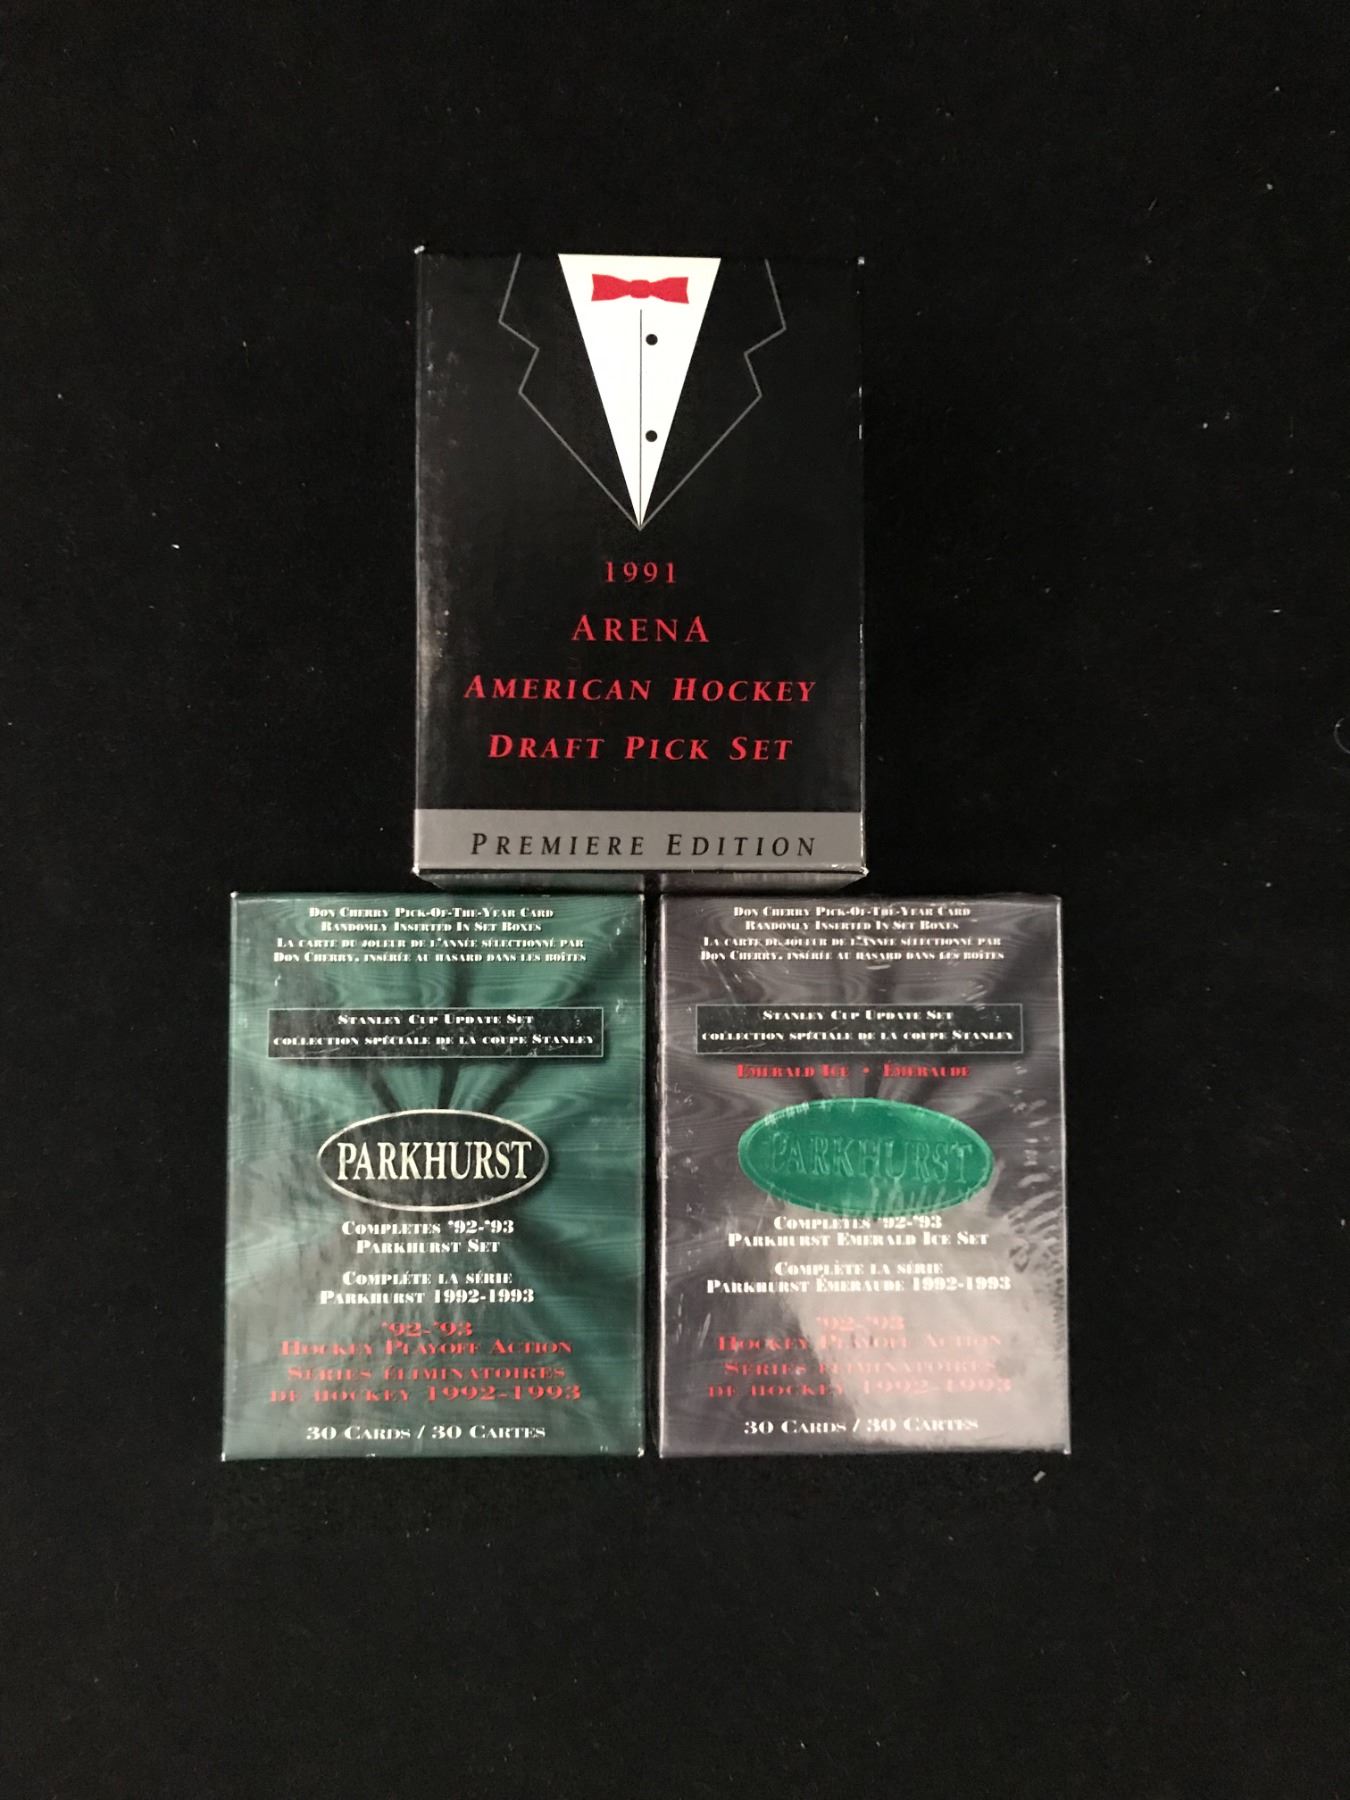 1991
ARENA
AMERICAN HOCKEY
DRAFT PICK SET
PREMIERE EDITION
DON CHERRY PICK-OF-THE-YEAR CARD
RANDOMLY INSERTED IN SET BOXES
LA CARTE DU JOUEUR DE L'ANNÉE SÉLECTIONNÉ PAR
DON CHERRY, INSÉRÉE AU HASARD DANS LES BOÎTES
STANLEY CUP UPDATE SET
COLLECTION SPÉCIALE DE LA COUPE STANLEY
PARKHURST
COMPLETES '92-'93
PARKHURST SET
COMPLÉTE LA SÉRIE
PARKHURST 1992-1993
'92-'93
HOCKEY PLAYOFF ACTION
SÉRIES ÉLIMINATOIRES
DE HOCKEY 1992-1993
30 CARDS / 30 CARTES
DON CHERRY PICK-OF-THE-YEAR CARD
RANDOMLY INSERTED IN SET BOXES
LA CARTE DU JOUEUR DE L'ANNÉE SÉLECTIONNÉ PAR
DON CHERRY, INSÉRÉE AU HASARD DANS LES BOÎTES
STANLEY CUP UPDATE SET
COLLECTION SPÉCIALE DE LA COUPE STANLEY
EMERALD ICE • ÉMERAUDE
PARKHURST
COMPLETES '92-'93
PARKHURST EMERALD ICE SET
COMPLÈTE LA SÉRIE
PARKHURST ÉMERAUDE 1992-1993
'92-'93
HOCKEY PLAYOFF ACTION
SÉRIES ÉLIMINATOIRES
DE HOCKEY 1992-1993
30 CARDS / 30 CARTES